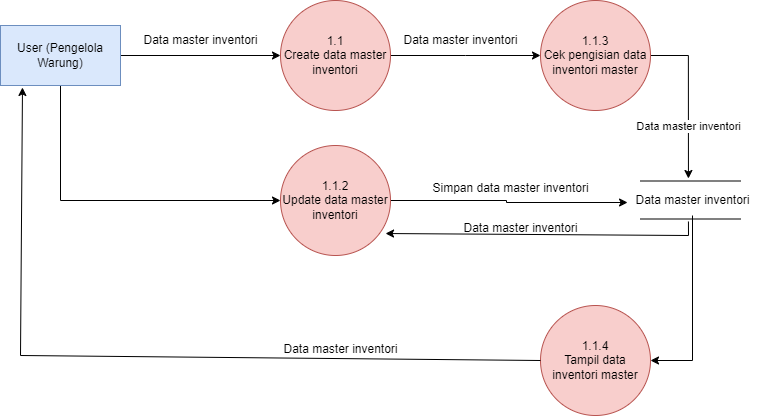 User (Pengelola
Warung)
Data master inventori
1.1
Create data master
inventori
Data master inventori
1.1.3
Cek pengisian data
inventori master
Data master inventori
1.1.2
Update data master
inventori
Simpan data master inventori
Data master inventori
Data master inventori
Data master inventori
1.1.4
Tampil data
inventori master